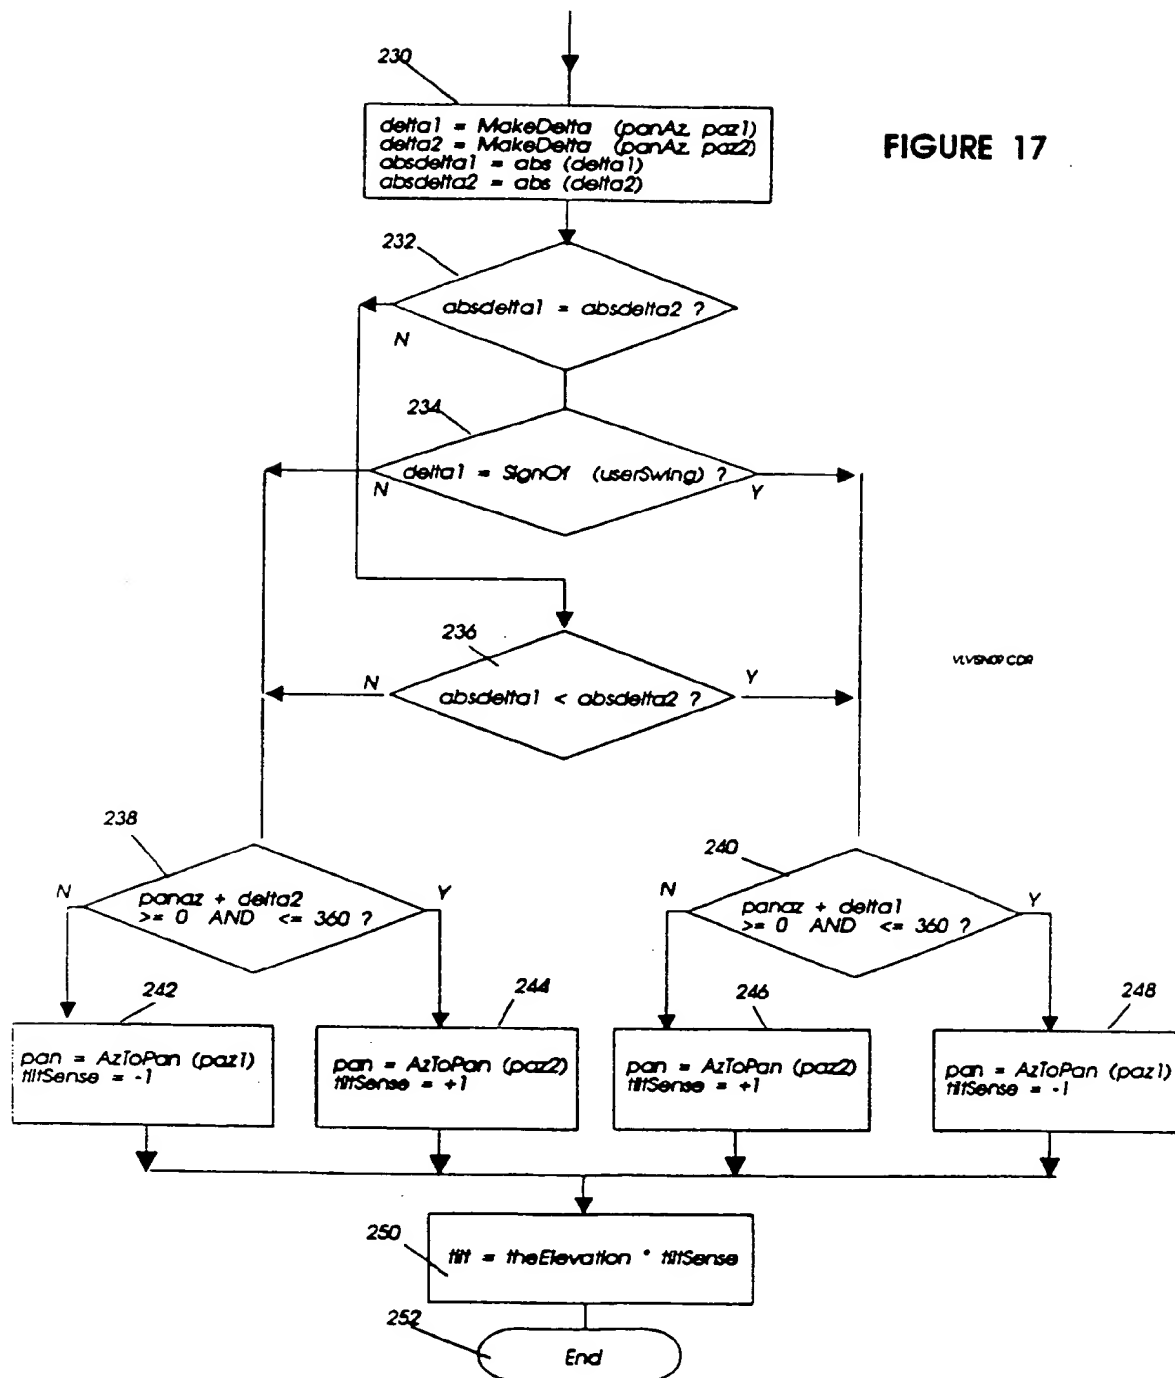 230
delta1 = MakeDelta (panAz, paz1)
delta2 = MakeDelta (panAz, paz2)
absdelta1 = abs (delta1)
absdelta2 = abs (delta2)
FIGURE 17
232
absdelta1 = absdelta2 ?
N
234
delta1 = SignOf (userSwing) ?
N
Y
236
absdelta1 < absdelta2 ?
N
Y
VLVSN09.CDR
238
panaz + delta2
>= 0 AND <= 360 ?
N
Y
240
panaz + delta1
>= 0 AND <= 360 ?
N
Y
242
pan = AzToPan (paz1)
tiltSense = -1
244
pan = AzToPan (paz2)
tiltSense = +1
246
pan = AzToPan (paz2)
tiltSense = +1
248
pan = AzToPan (paz1)
tiltSense = -1
250
tilt = theElevation * tiltSense
252
End